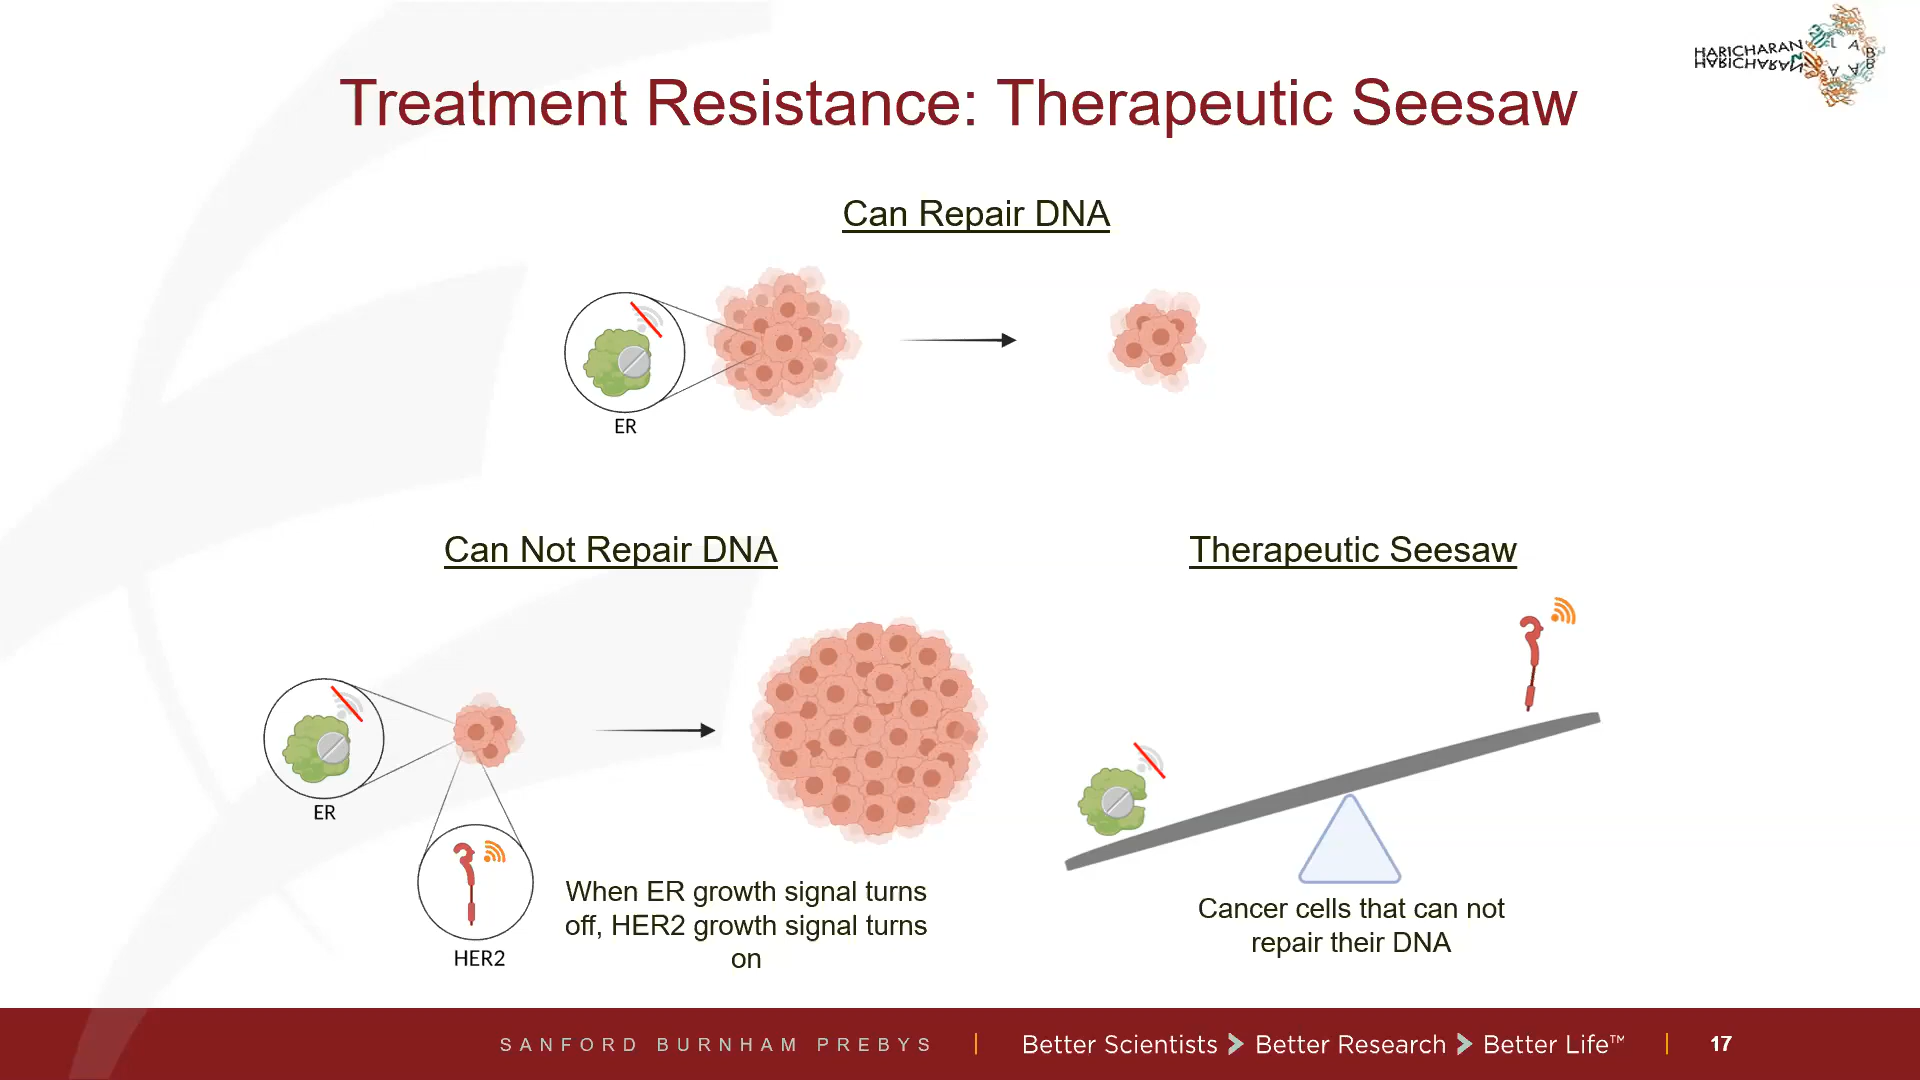 HARICHARAN
L A B
Treatment Resistance: Therapeutic Seesaw
Can Repair DNA
ER
Can Not Repair DNA
Therapeutic Seesaw
ER
HER2
When ER growth signal turns
off, HER2 growth signal turns
on
Cancer cells that can not
repair their DNA
SANFORD BURNHAM PREBYS | Better Scientists > Better Research > Better Life™ | 17